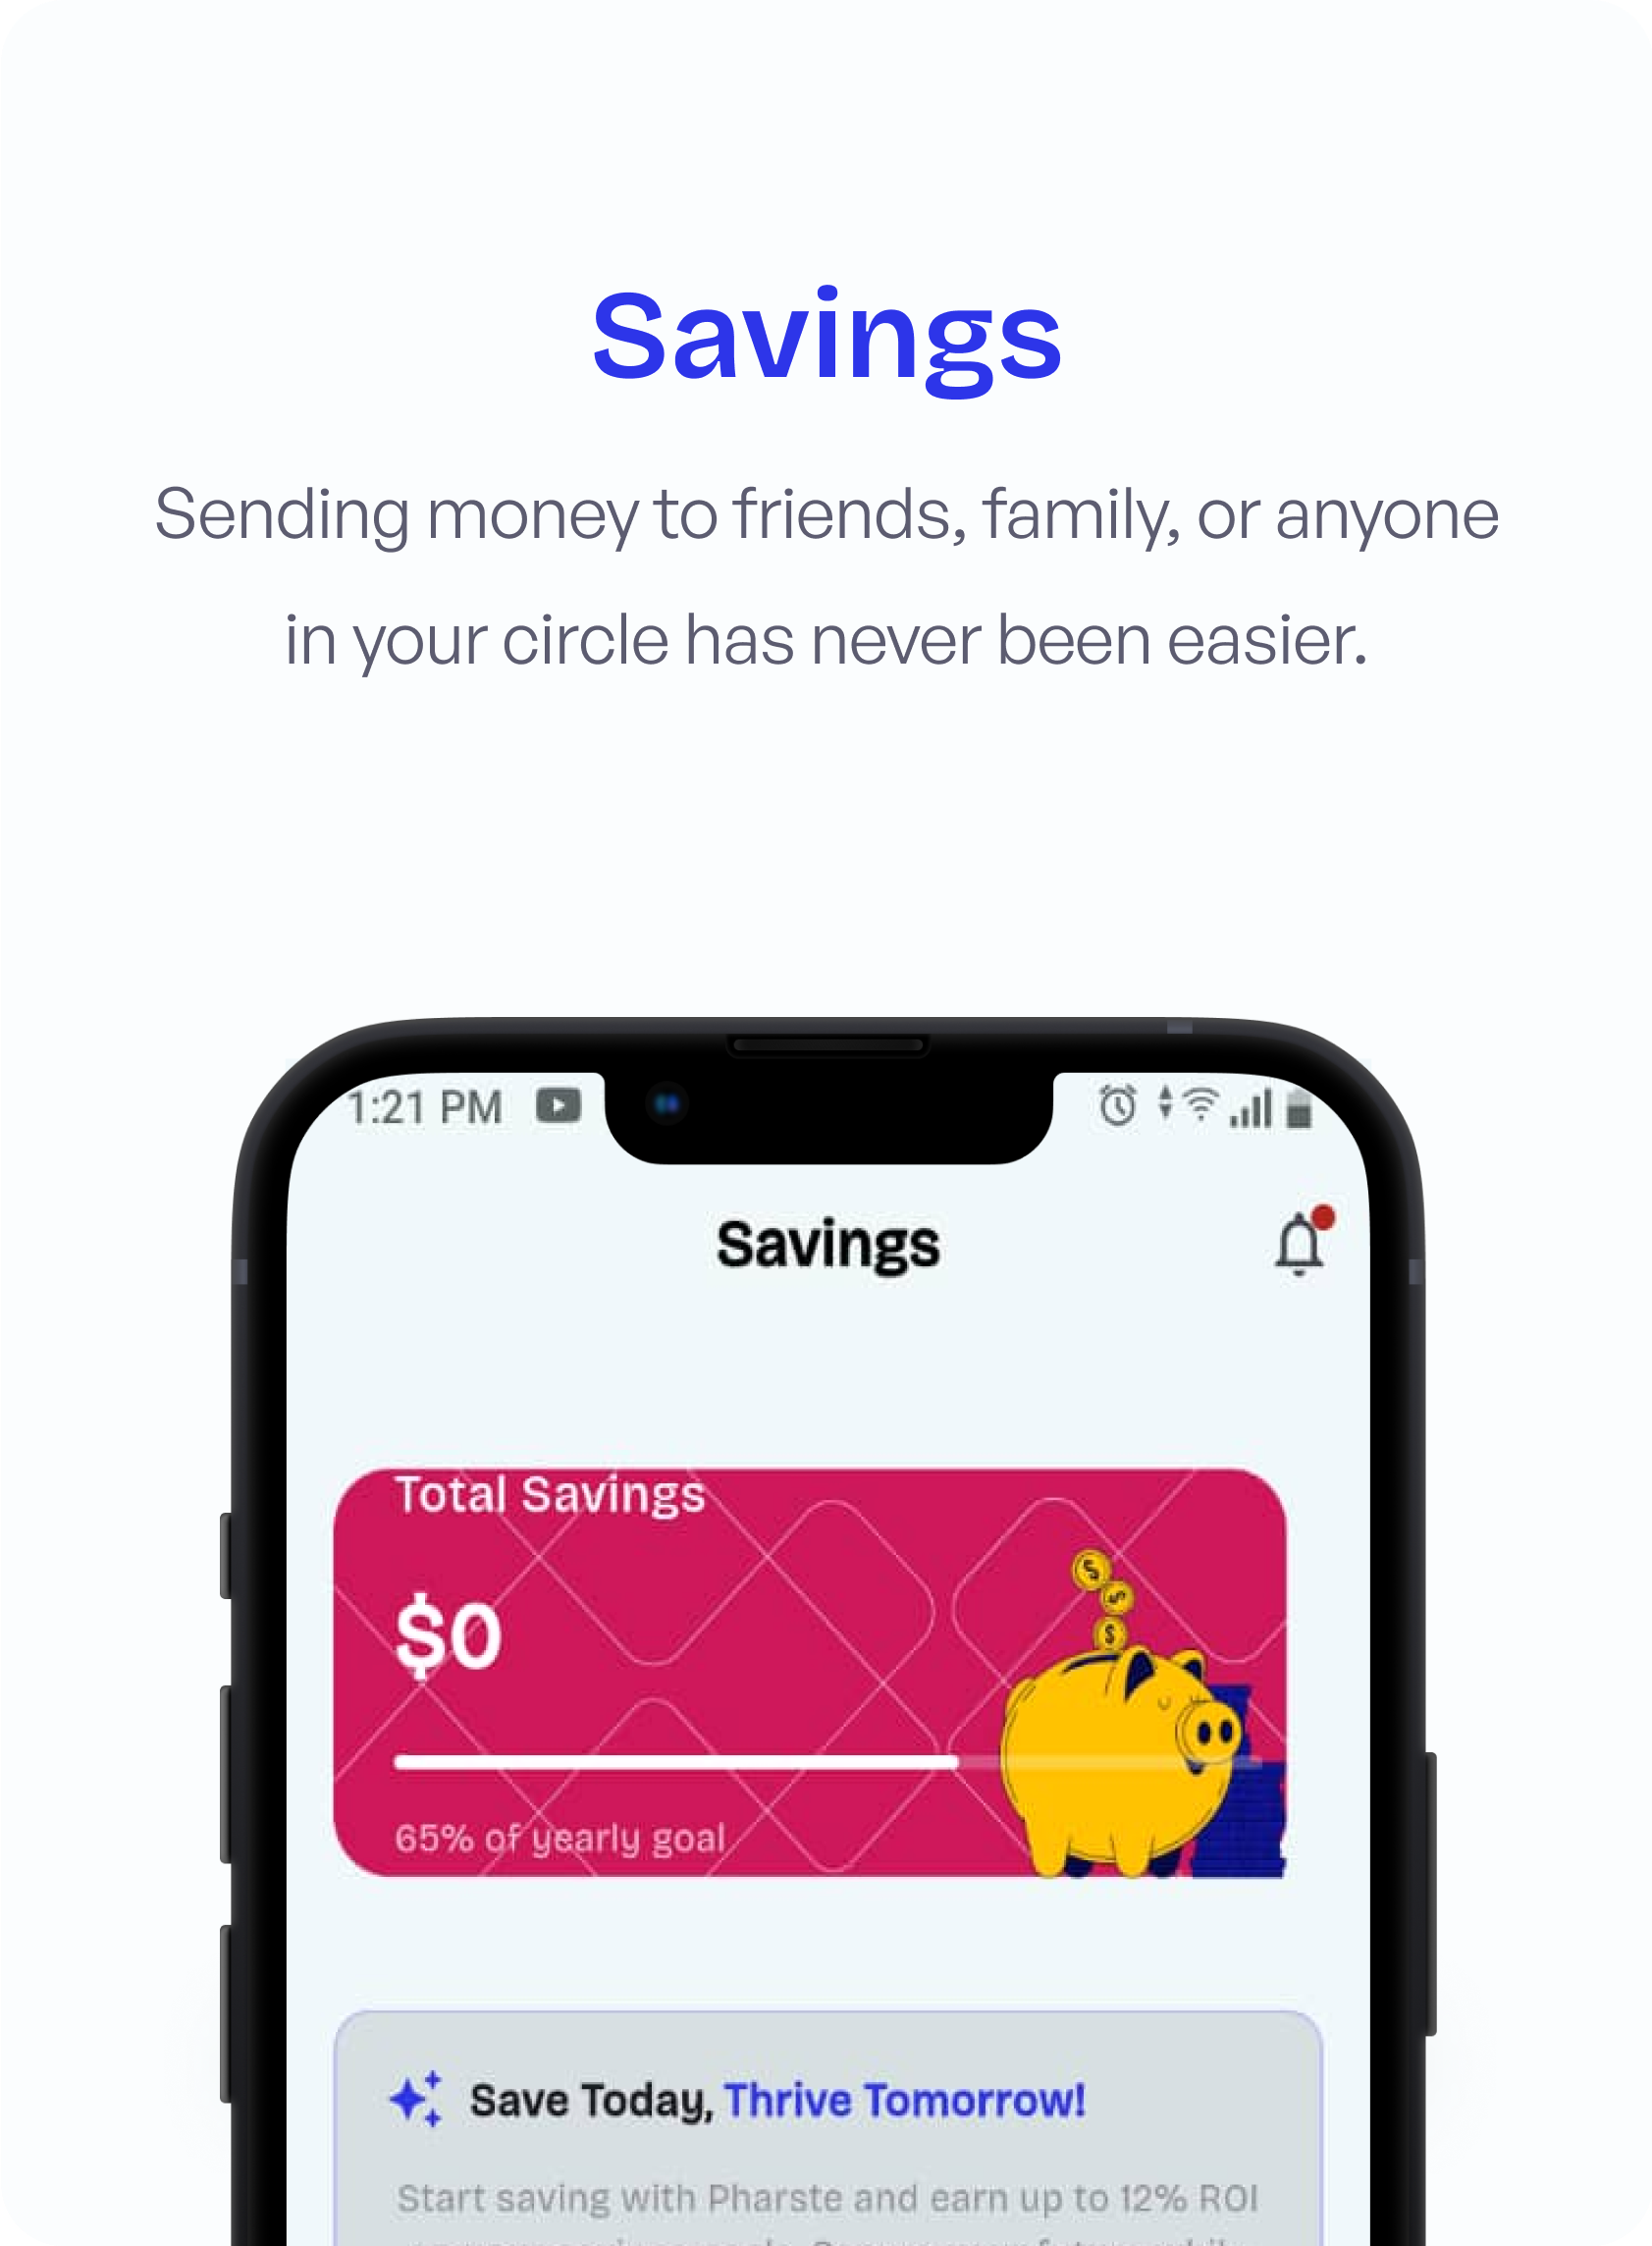 Savings
Sending money to friends, family, or anyone
in your circle has never been easier.
1:21 PM
Savings
Total Savings
$0
65% of yearly goal
Save Today, Thrive Tomorrow!
Start saving with Pharste and earn up to 12% ROI